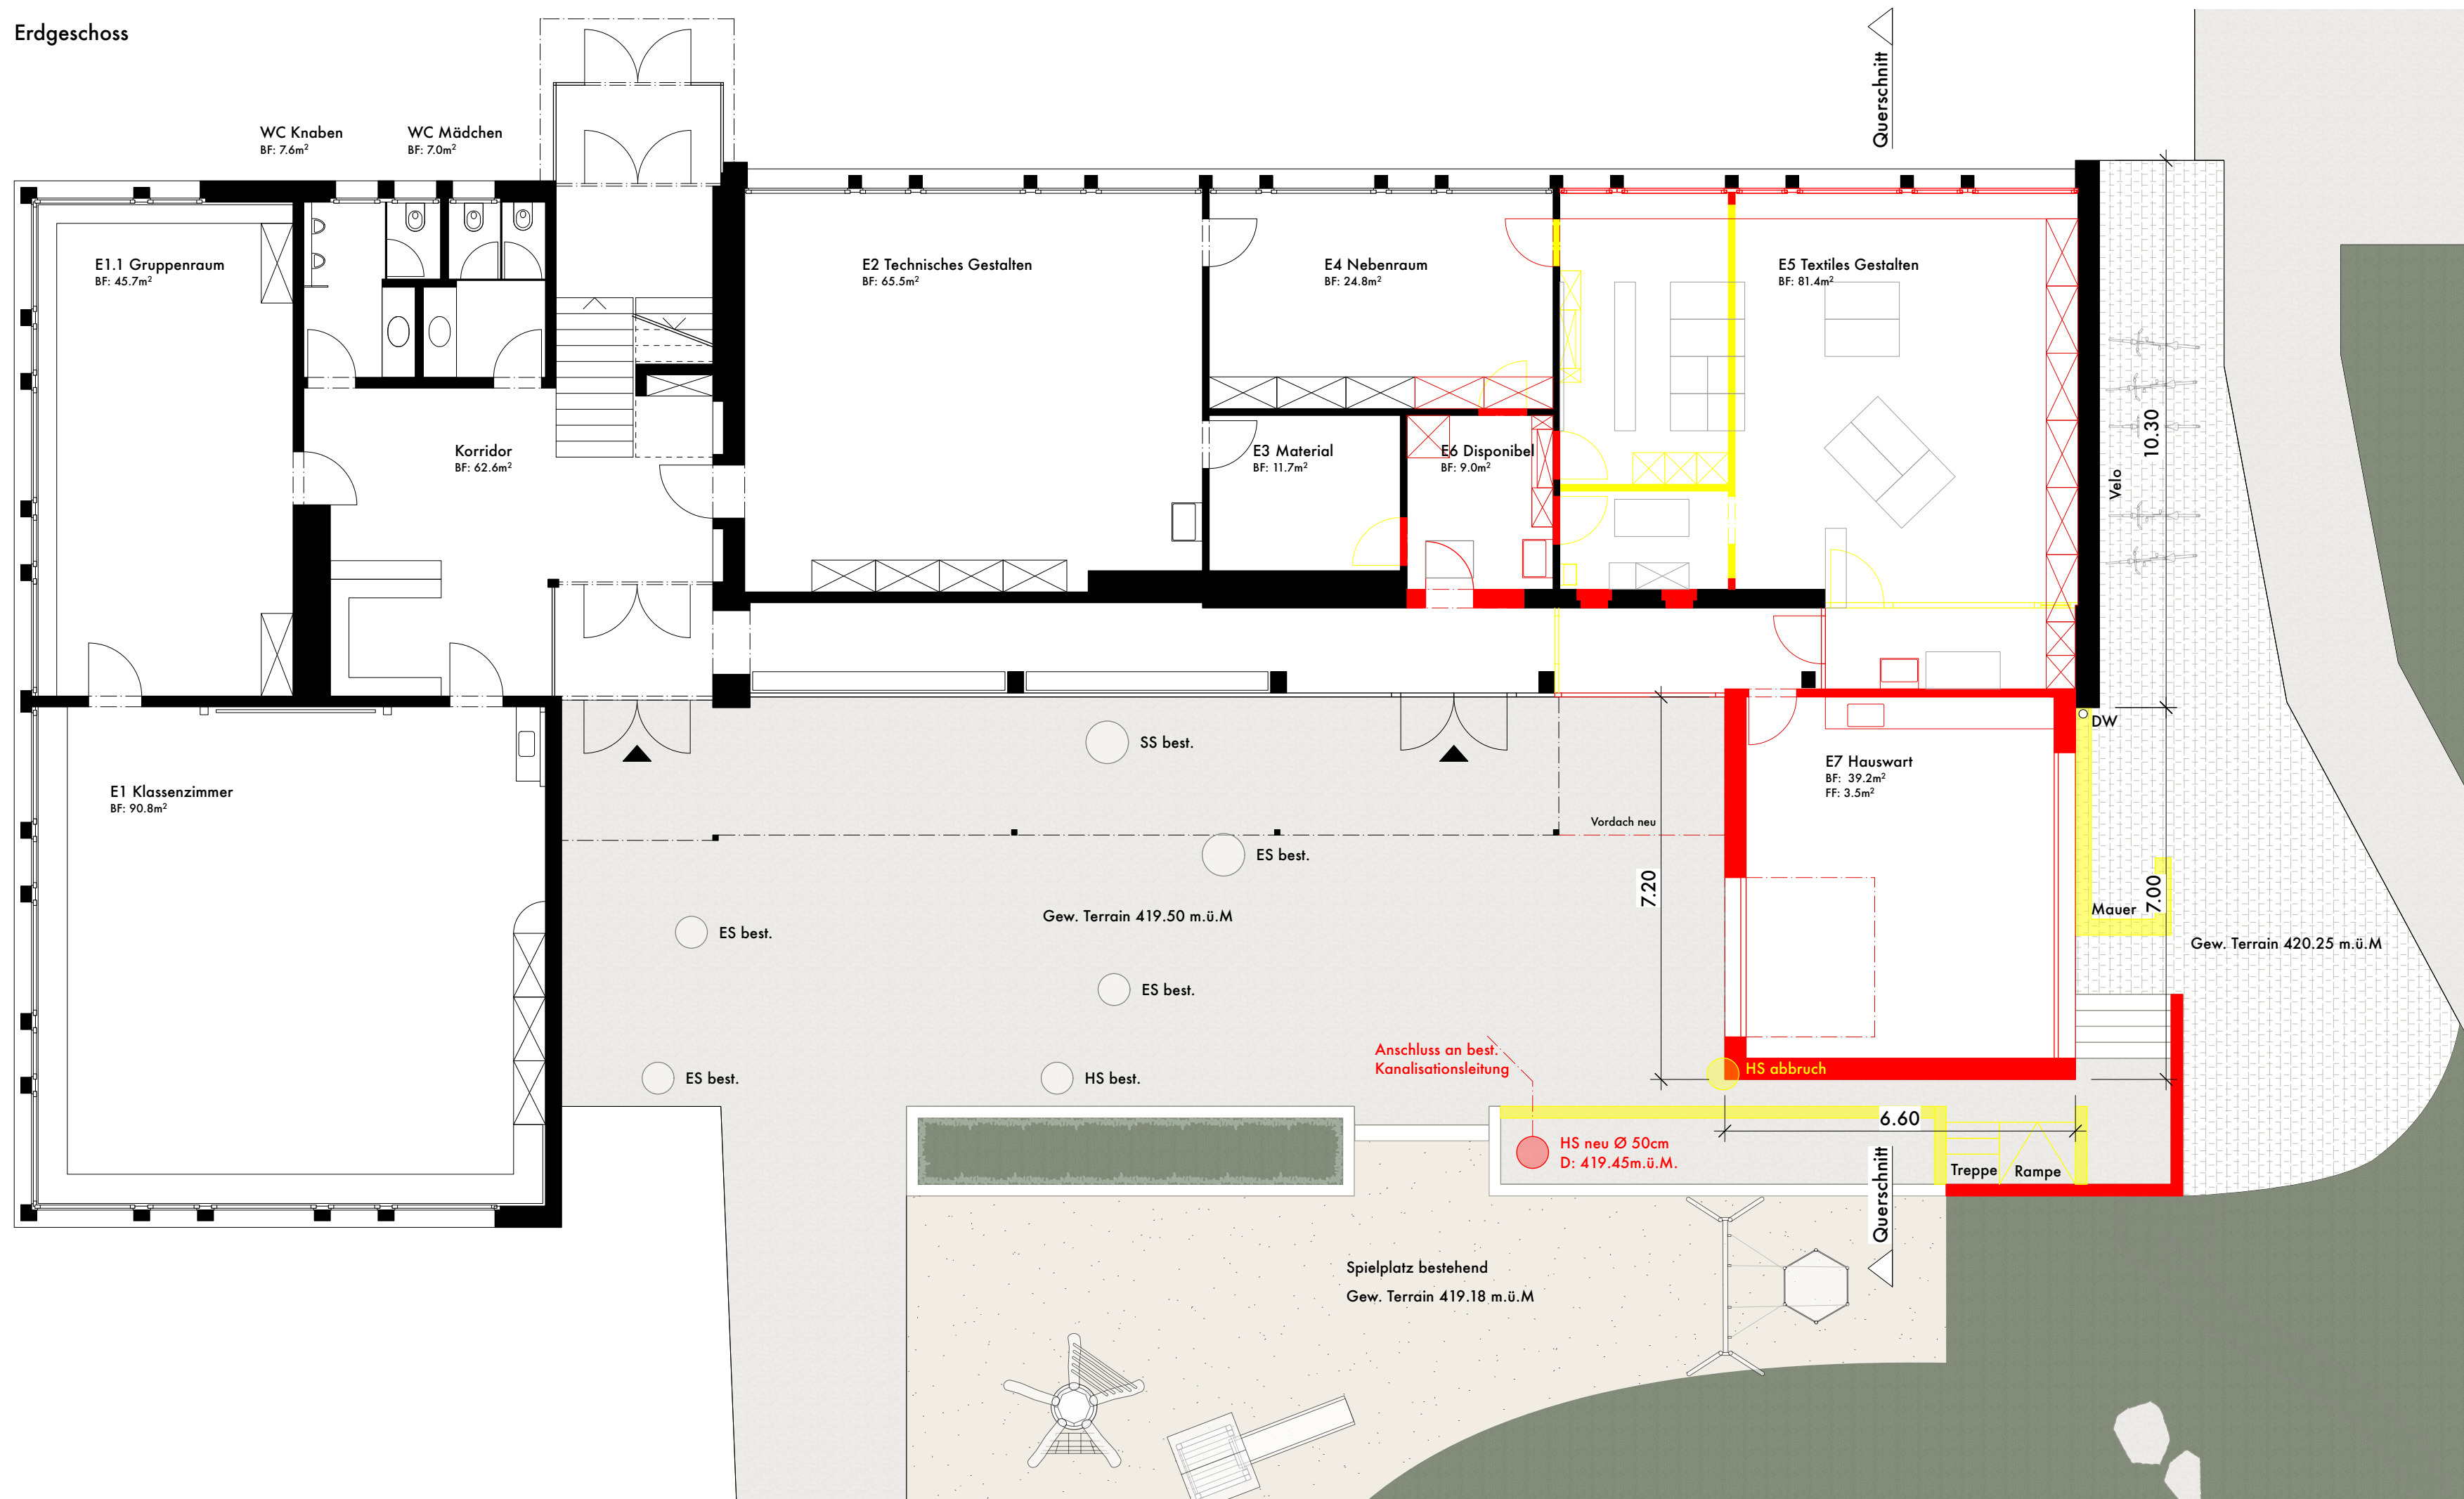 Erdgeschoss
Querschnitt
WC Knaben
BF: 7.6m²
WC Mädchen
BF: 7.0m²
E1.1 Gruppenraum
BF: 45.7m²
E2 Technisches Gestalten
BF: 65.5m²
E4 Nebenraum
BF: 24.8m²
E5 Textiles Gestalten
BF: 81.4m²
Korridor
BF: 62.6m²
E3 Material
BF: 11.7m²
E6 Disponibel
BF: 9.0m²
10.30
Velo
DW
SS best.
E7 Hauswart
BF: 39.2m²
FF: 3.5m²
E1 Klassenzimmer
BF: 90.8m²
Vordach neu
ES best.
7.20
7.00
Mauer
Gew. Terrain 419.50 m.ü.M
ES best.
Gew. Terrain 420.25 m.ü.M
ES best.
Anschluss an best.
Kanalisationsleitung
HS abbruch
ES best.
HS best.
6.60
HS neu Ø 50cm
D: 419.45m.ü.M.
Treppe
Rampe
Querschnitt
Spielplatz bestehend
Gew. Terrain 419.18 m.ü.M